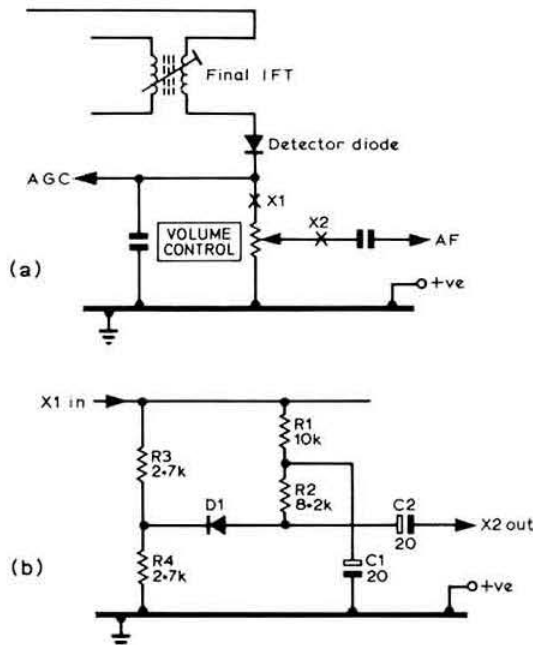 Final IFT
Detector diode
AGC
X1
X2
VOLUME
CONTROL
AF
(a)
+ve
X1 in
R1
10k
R3
2·7k
R2
8·2k
D1
C2
20
X2 out
R4
2·7k
C1
20
(b)
+ve